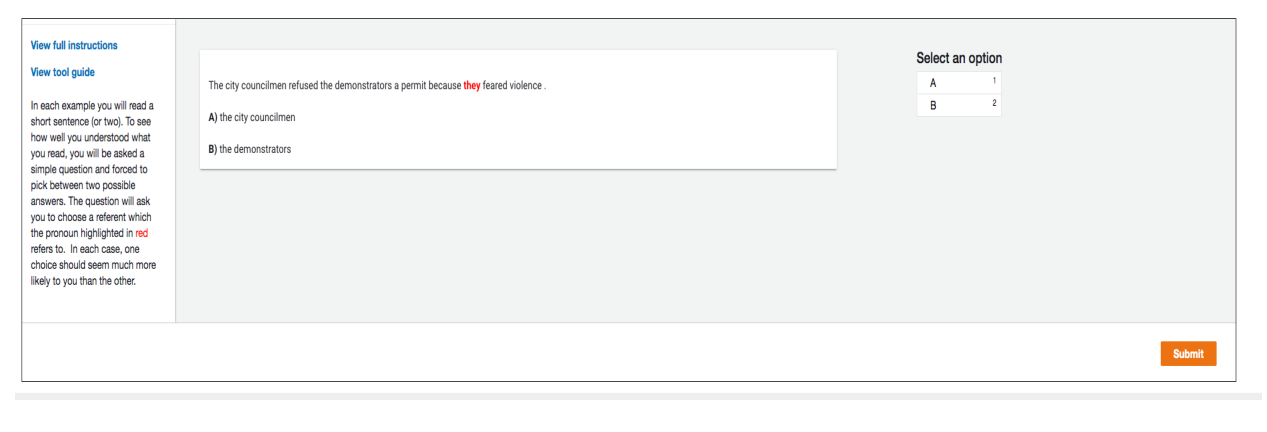 View full instructions
View tool guide
In each example you will read a
short sentence (or two). To see
how well you understood what
you read, you will be asked a
simple question and forced to
pick between two possible
answers. The question will ask
you to choose a referent which
the pronoun highlighted in red
refers to. In each case, one
choice should seem much more
likely to you than the other.
The city councilmen refused the demonstrators a permit because they feared violence .
A) the city councilmen
B) the demonstrators
Select an option
A 1
B 2
Submit